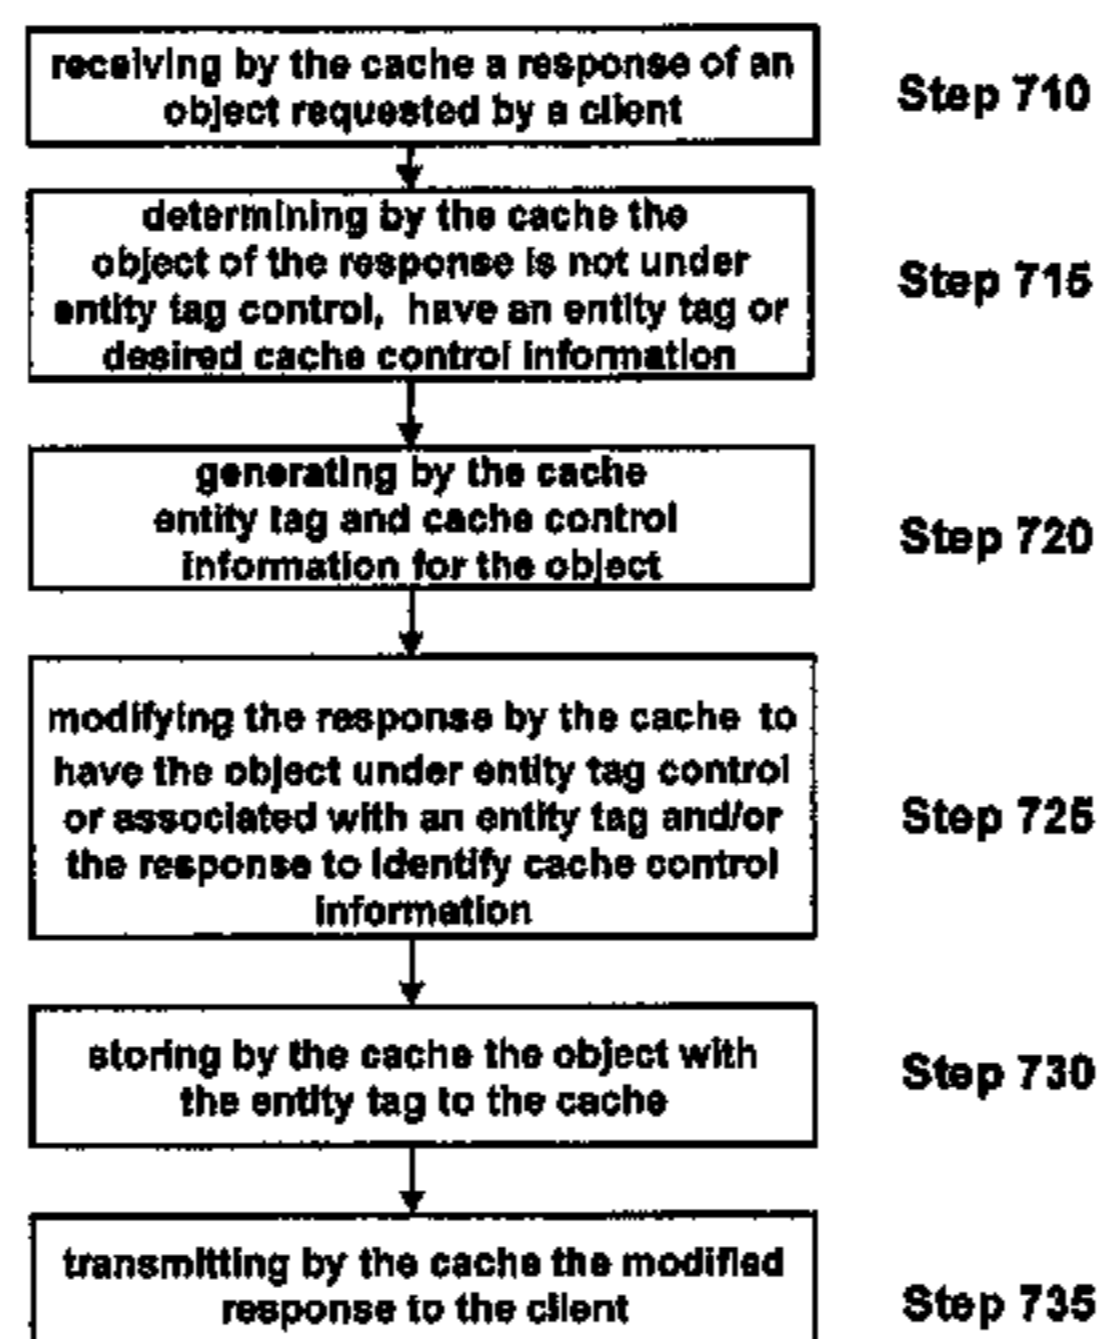 receiving by the cache a response of an
object requested by a client
Step 710
determining by the cache the
object of the response is not under
entity tag control, have an entity tag or
desired cache control information
Step 715
generating by the cache
entity tag and cache control
information for the object
Step 720
modifying the response by the cache to
have the object under entity tag control
or associated with an entity tag and/or
the response to identify cache control
information
Step 725
storing by the cache the object with
the entity tag to the cache
Step 730
transmitting by the cache the modified
response to the client
Step 735